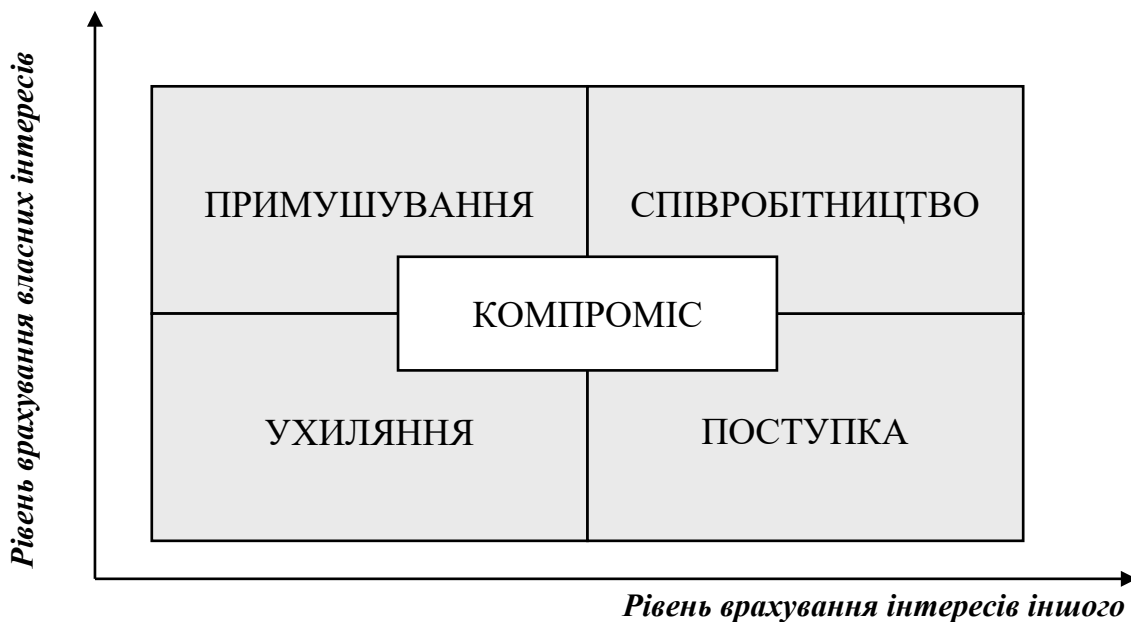 Рівень врахування власних інтересів
ПРИМУШУВАННЯ
СПІВРОБІТНИЦТВО
КОМПРОМІС
УХИЛЯННЯ
ПОСТУПКА
Рівень врахування інтересів іншого